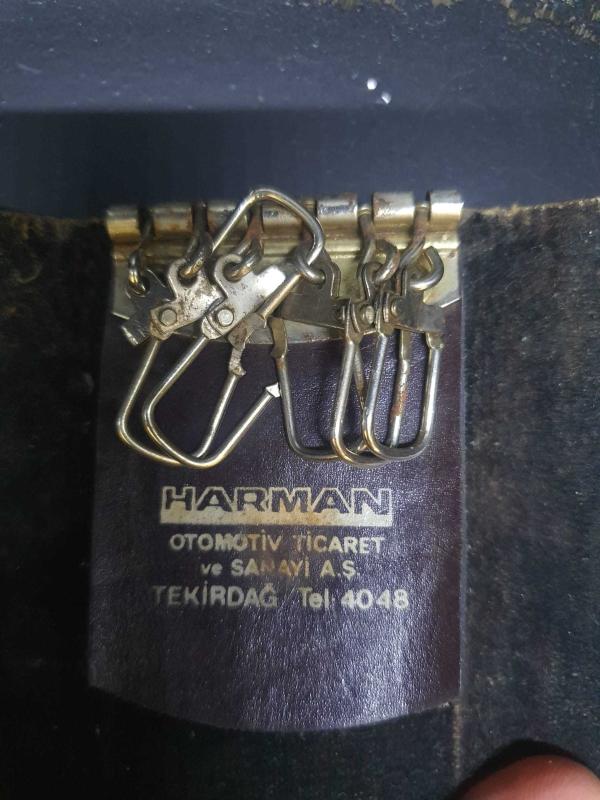 HARMAN
OTOMOTİV TİCARET
ve SANAYİ A.Ş.
TEKİRDAĞ Tel 4048